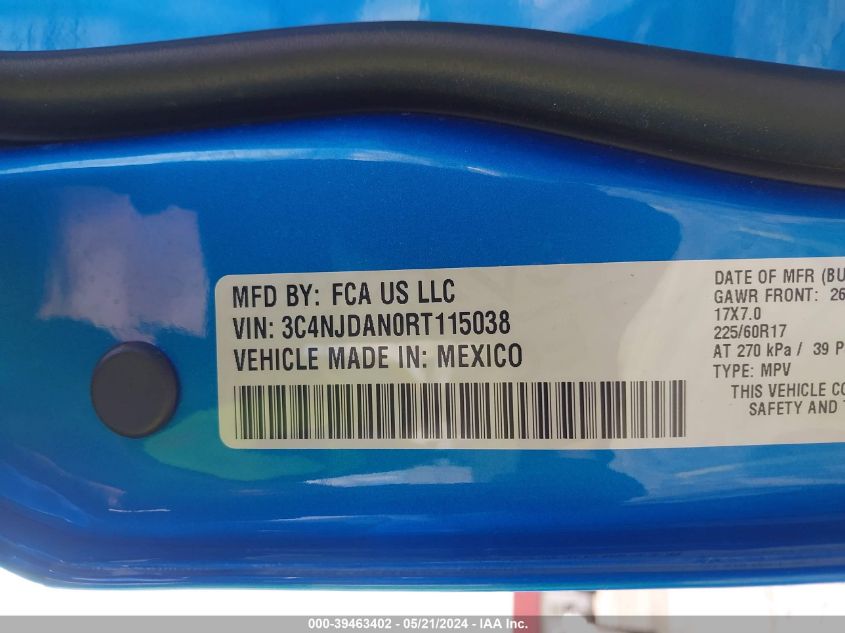 MFD BY: FCA US LLC
VIN: 3C4NJDAN0RT115038
VEHICLE MADE IN: MEXICO
DATE OF MFR (BU
GAWR FRONT: 26
17X7.0
225/60R17
AT 270 kPa / 39 P
TYPE: MPV
THIS VEHICLE CO
SAFETY AND T
000-39463402 - 05/21/2024 - IAA Inc.